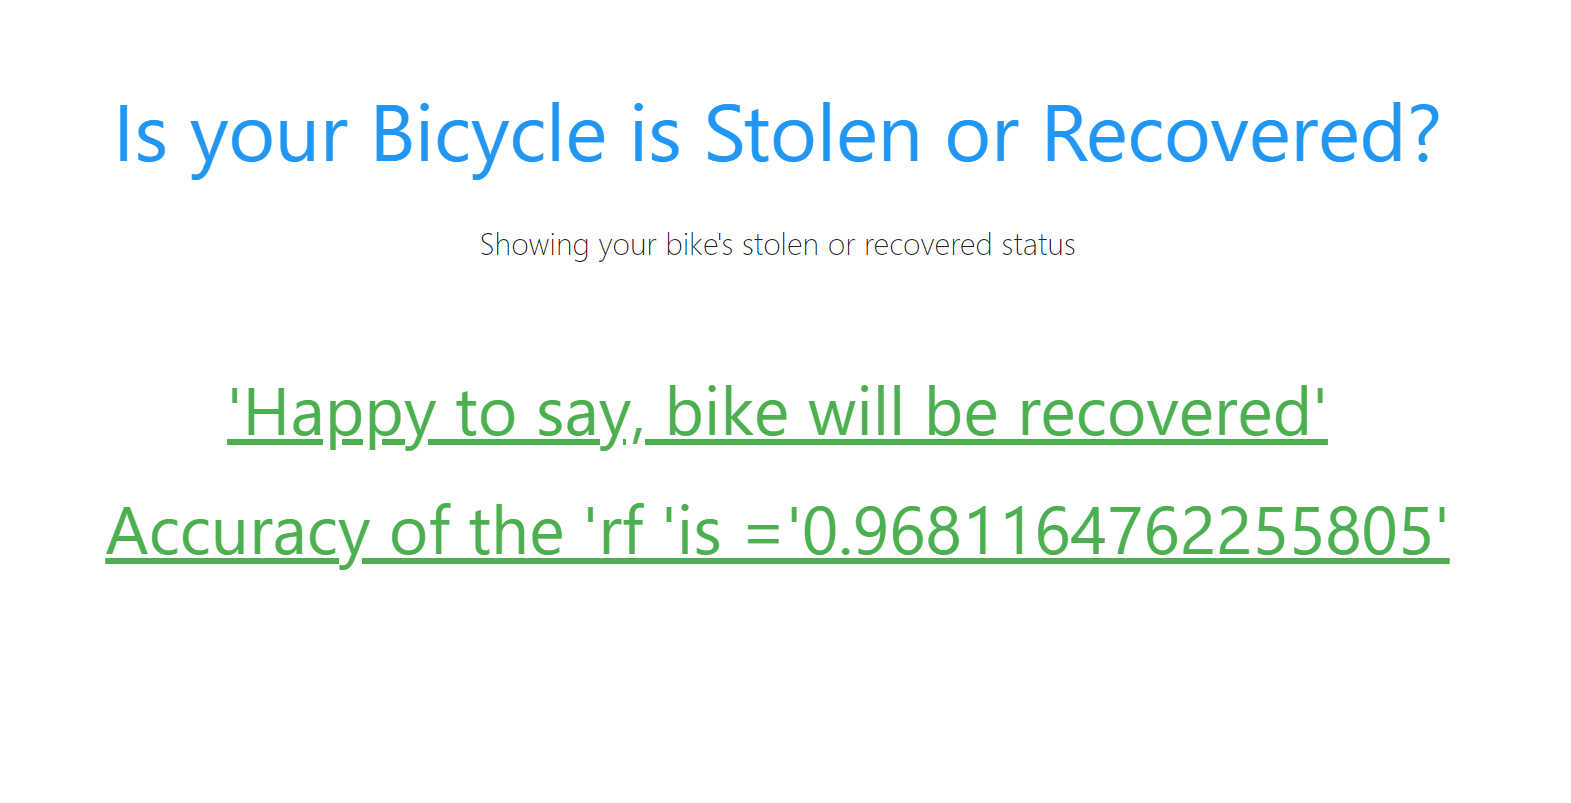 Is your Bicycle is Stolen or Recovered?
Showing your bike's stolen or recovered status
'Happy to say, bike will be recovered'
Accuracy of the 'rf 'is ='0.9681164762255805'